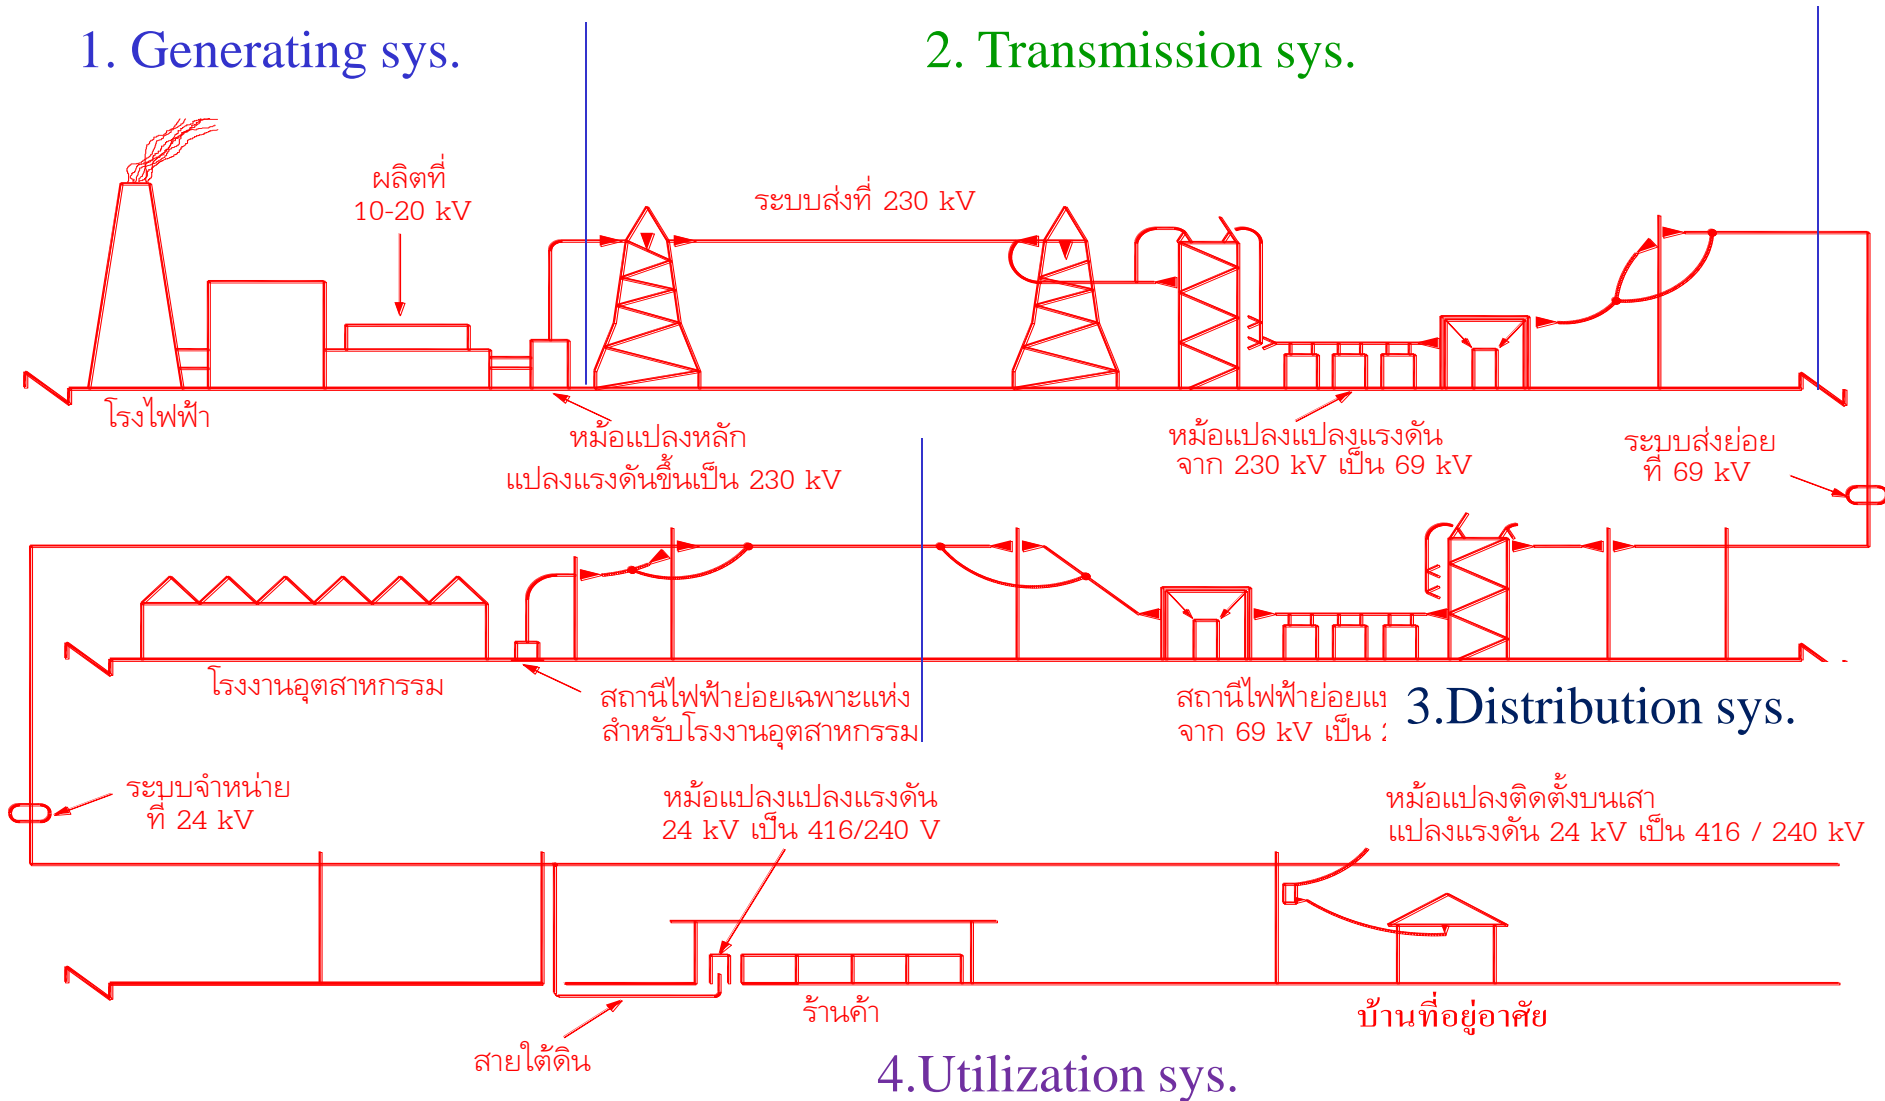 1. Generating sys.
2. Transmission sys.
ผลิตที่
10-20 kV
ระบบส่งที่ 230 kV
โรงไฟฟ้า
หม้อแปลงหลัก
แปลงแรงดันขึ้นเป็น 230 kV
หม้อแปลงแปลงแรงดัน
จาก 230 kV เป็น 69 kV
ระบบส่งย่อย
ที่ 69 kV
โรงงานอุตสาหกรรม
สถานีไฟฟ้าย่อยเฉพาะแห่ง
สำหรับโรงงานอุตสาหกรรม
สถานีไฟฟ้าย่อย
จาก 69 kV เป็น
3.Distribution sys.
ระบบจำหน่าย
ที่ 24 kV
หม้อแปลงแปลงแรงดัน
24 kV เป็น 416/240 V
หม้อแปลงติดตั้งบนเสา
แปลงแรงดัน 24 kV เป็น 416 / 240 kV
ร้านค้า
บ้านที่อยู่อาศัย
สายใต้ดิน
4.Utilization sys.